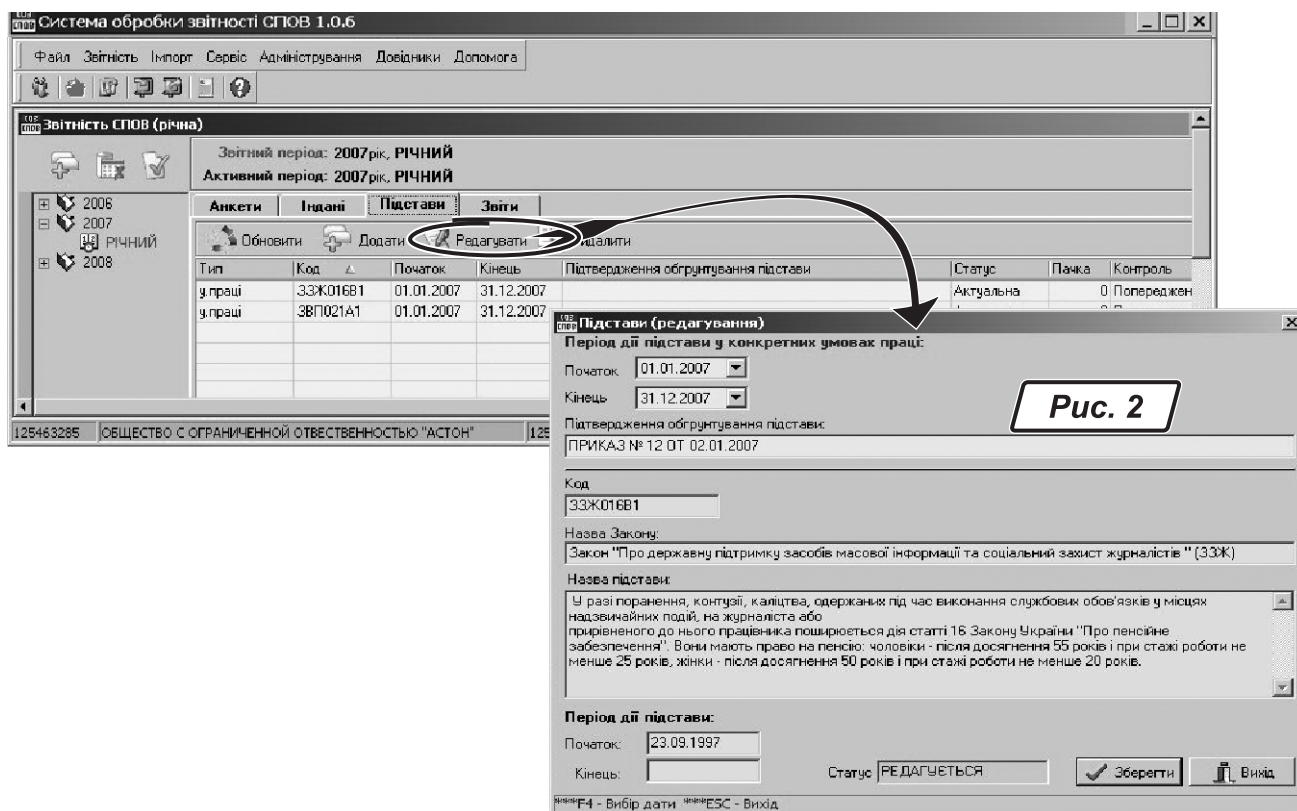 Система обробки звітності СПОВ 1.0.6
Файл Звітність Імпорт Сервіс Адміністрування Довідники Допомога
Звітність СПОВ (річна)
Звітний період: 2007рік, РІЧНИЙ
Активний період: 2007рік, РІЧНИЙ
2006
2007
РІЧНИЙ
2008
Анкети Індані Підстави Звіти
Обновити Додати Редагувати идалити
Тип Код Початок Кінець Підтвердження обгрунтування підстави Статус Пачка Контроль
у.праці ЗЗЖ016В1 01.01.2007 31.12.2007 Актуальна 0 Попереджен
у.праці ЗВП021А1 01.01.2007 31.12.2007
125463285 ОБЩЕСТВО С ОГРАНИЧЕННОЙ ОТВЕСТВЕННОСТЬЮ "АСТОН" 125
Підстави (редагування)
Період дії підстави у конкретних умовах праці:
Початок 01.01.2007
Кінець 31.12.2007
Рис. 2
Підтвердження обгрунтування підстави:
ПРИКАЗ № 12 ОТ 02.01.2007
Код
ЗЗЖ016В1
Назва Закону:
Закон "Про державну підтримку засобів масової інформації та соціальний захист журналістів " (ЗЗЖ)
Назва підстави:
У разі поранення, контузії, каліцтва, одержаних під час виконання службових обов'язків у місцях
надзвичайних подій, на журналіста або
прирівненого до нього працівника поширюється дія статті 16 Закону України "Про пенсійне
забезпечення". Вони мають право на пенсію: чоловіки - після досягнення 55 років і при стажі роботи не
менше 25 років, жінки - після досягнення 50 років і при стажі роботи не менше 20 років.
Період дії підстави:
Початок: 23.09.1997
Кінець:
Статус РЕДАГУЄТЬСЯ Зберегти Вихід
***F4 - Вибір дати ***ESC - Вихід